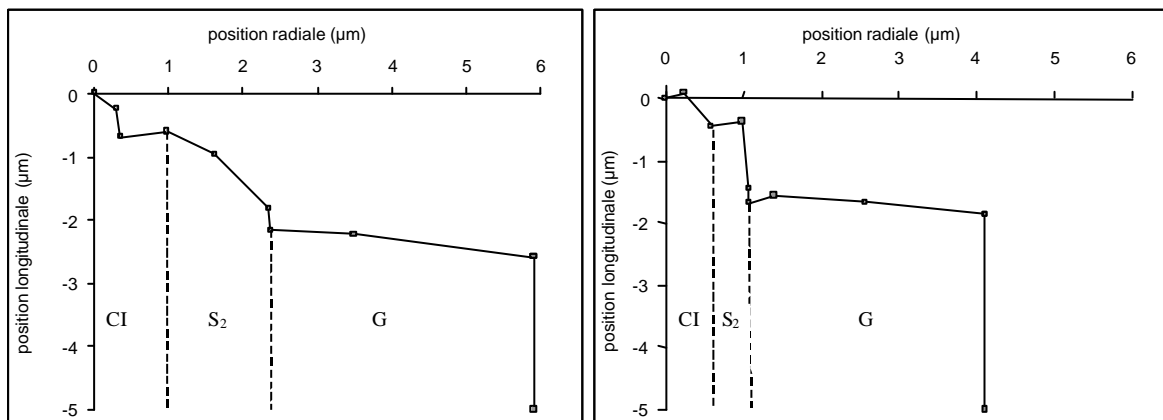 position radiale (µm)
0 1 2 3 4 5 6
position longitudinale (µm)
0
-1
-2
-3
-4
-5
CI S2 G
position radiale (µm)
0 1 2 3 4 5 6
position longitudinale (µm)
0
-1
-2
-3
-4
-5
CI S2 G